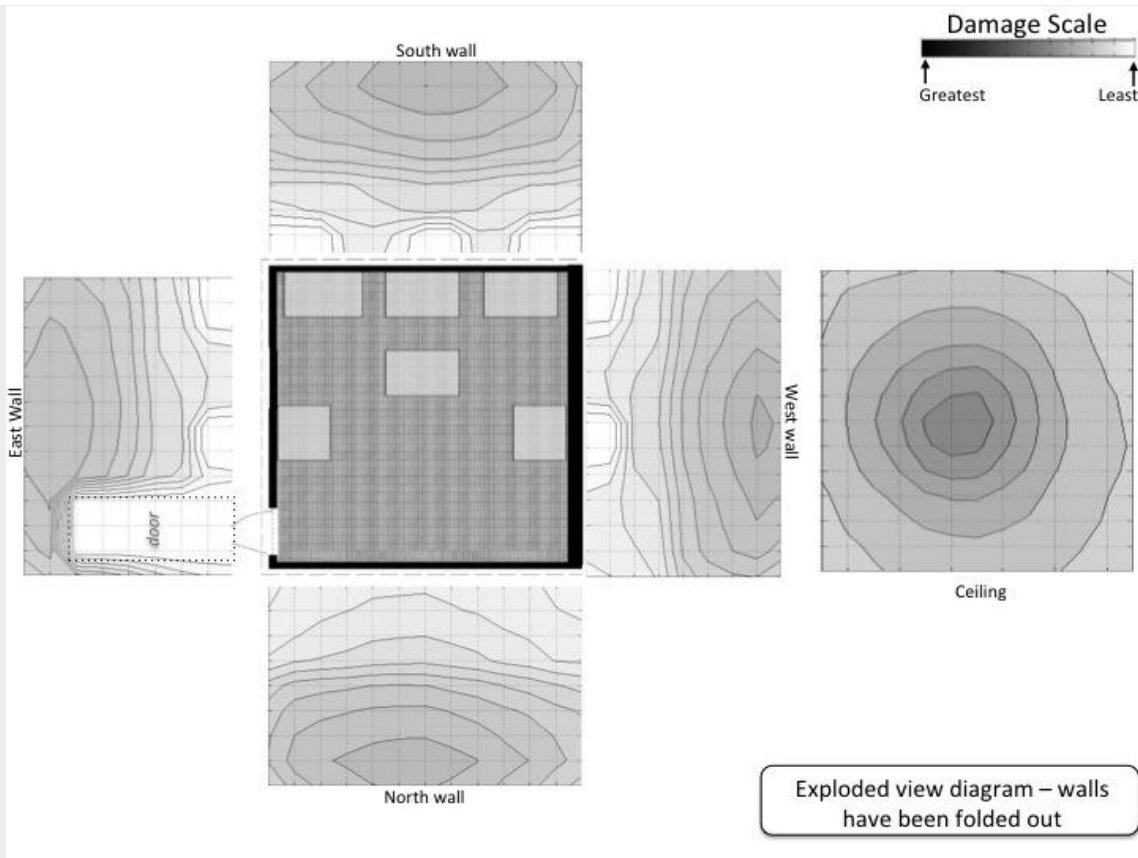 Damage Scale
Greatest
Least
South wall
East Wall
door
West wall
Ceiling
North wall
Exploded view diagram – walls
have been folded out